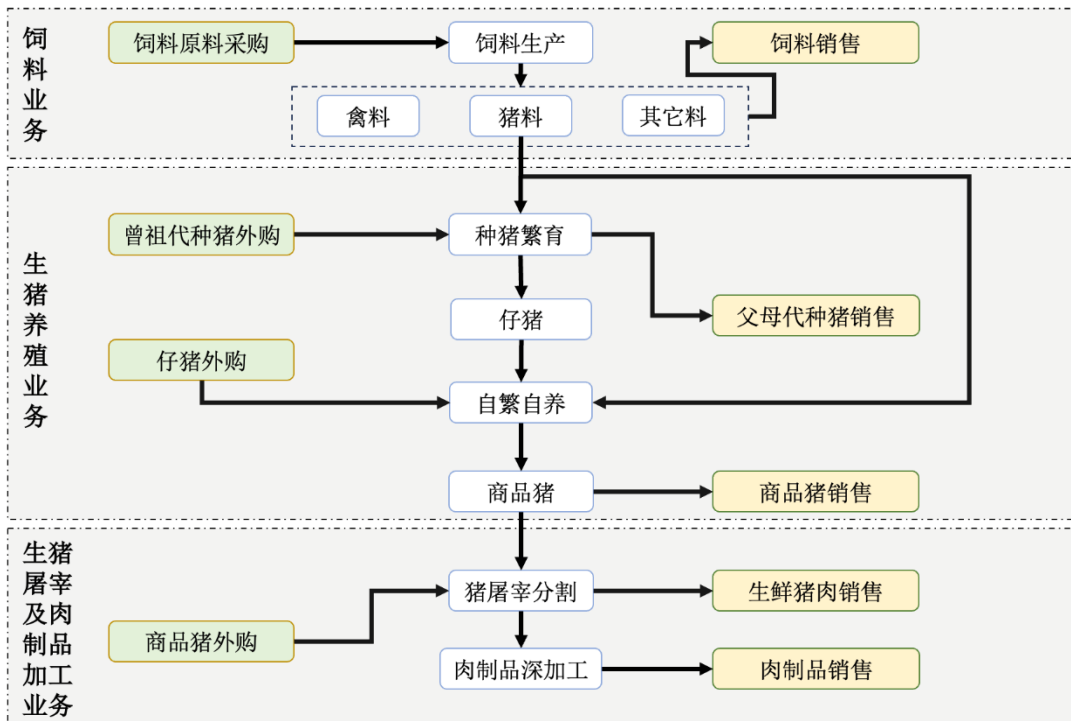 饲料业务
饲料原料采购
饲料生产
饲料销售
禽料
猪料
其它料
生猪养殖业务
曾祖代种猪外购
种猪繁育
仔猪
父母代种猪销售
仔猪外购
自繁自养
商品猪
商品猪销售
生猪
屠宰
及肉
制品
加工
业务
猪屠宰分割
生鲜猪肉销售
商品猪外购
肉制品深加工
肉制品销售